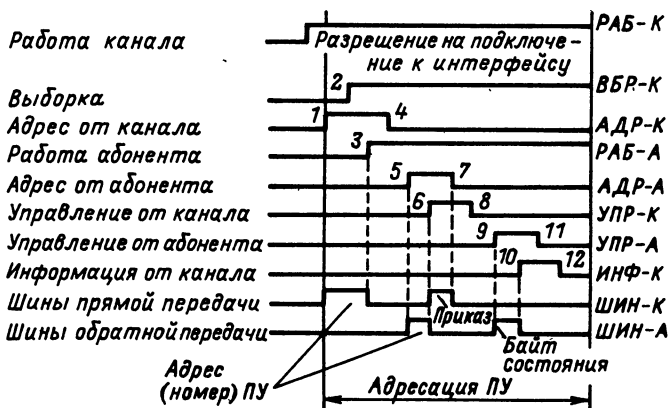 РАБ-К
Работа канала
Разрешение на подключе-
ние к интерфейсу
2
ВБР-К
Выборка
1
4
Адрес от канала
АДР-К
3
Работа абонента
РАБ-А
5
7
Адрес от абонента
АДР-А
6
8
Управление от канала
УПР-К
9
11
Управление от абонента
УПР-А
10
12
Информация от канала
ИНФ-К
Шины прямой передачи
Приказ
ШИН-К
Шины обратной передачи
ШИН-А
Адрес
(номер) ПУ
Байт
состояния
Адресация ПУ